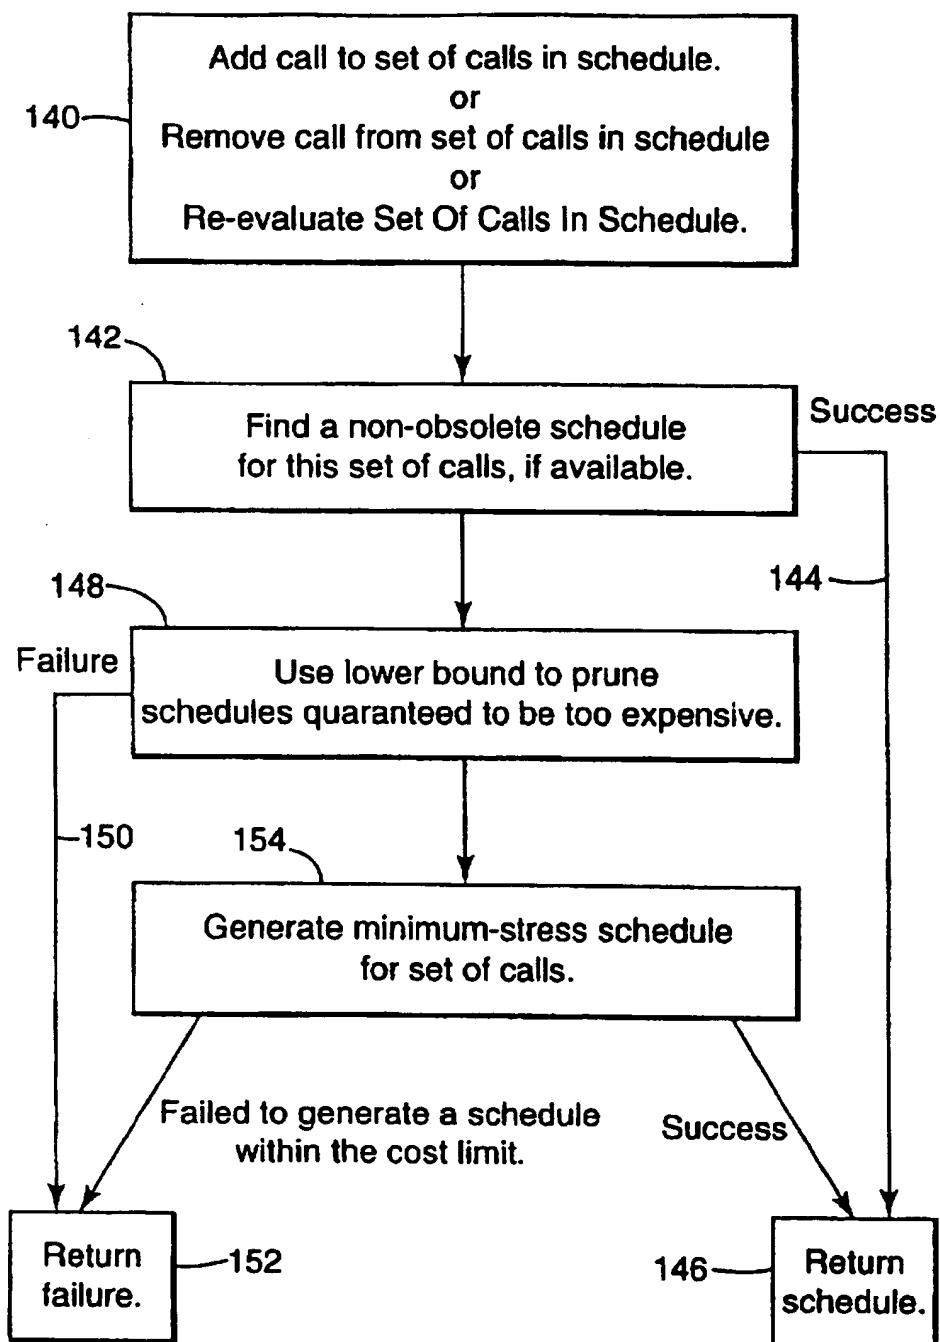 Add call to set of calls in schedule.
or
140
Remove call from set of calls in schedule
or
Re-evaluate Set Of Calls In Schedule.
142
Success
Find a non-obsolete schedule
for this set of calls, if available.
144
148
Failure
Use lower bound to prune
schedules quaranteed to be too expensive.
150
154
Generate minimum-stress schedule
for set of calls.
Failed to generate a schedule
within the cost limit.
Success
Return
failure.
152
146
Return
schedule.